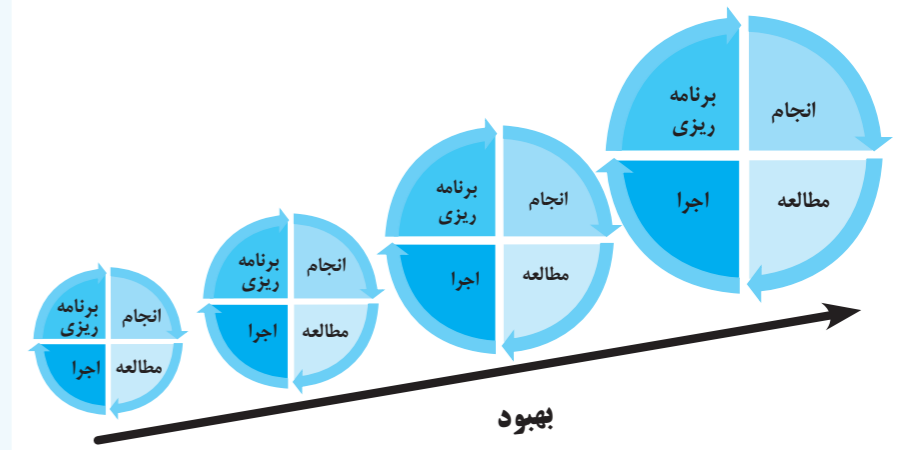 برنامه
ریزی
انجام
اجرا
مطالعه
برنامه
ریزی
انجام
اجرا
مطالعه
برنامه
ریزی
انجام
اجرا
مطالعه
برنامه
ریزی
انجام
اجرا
مطالعه
بهبود